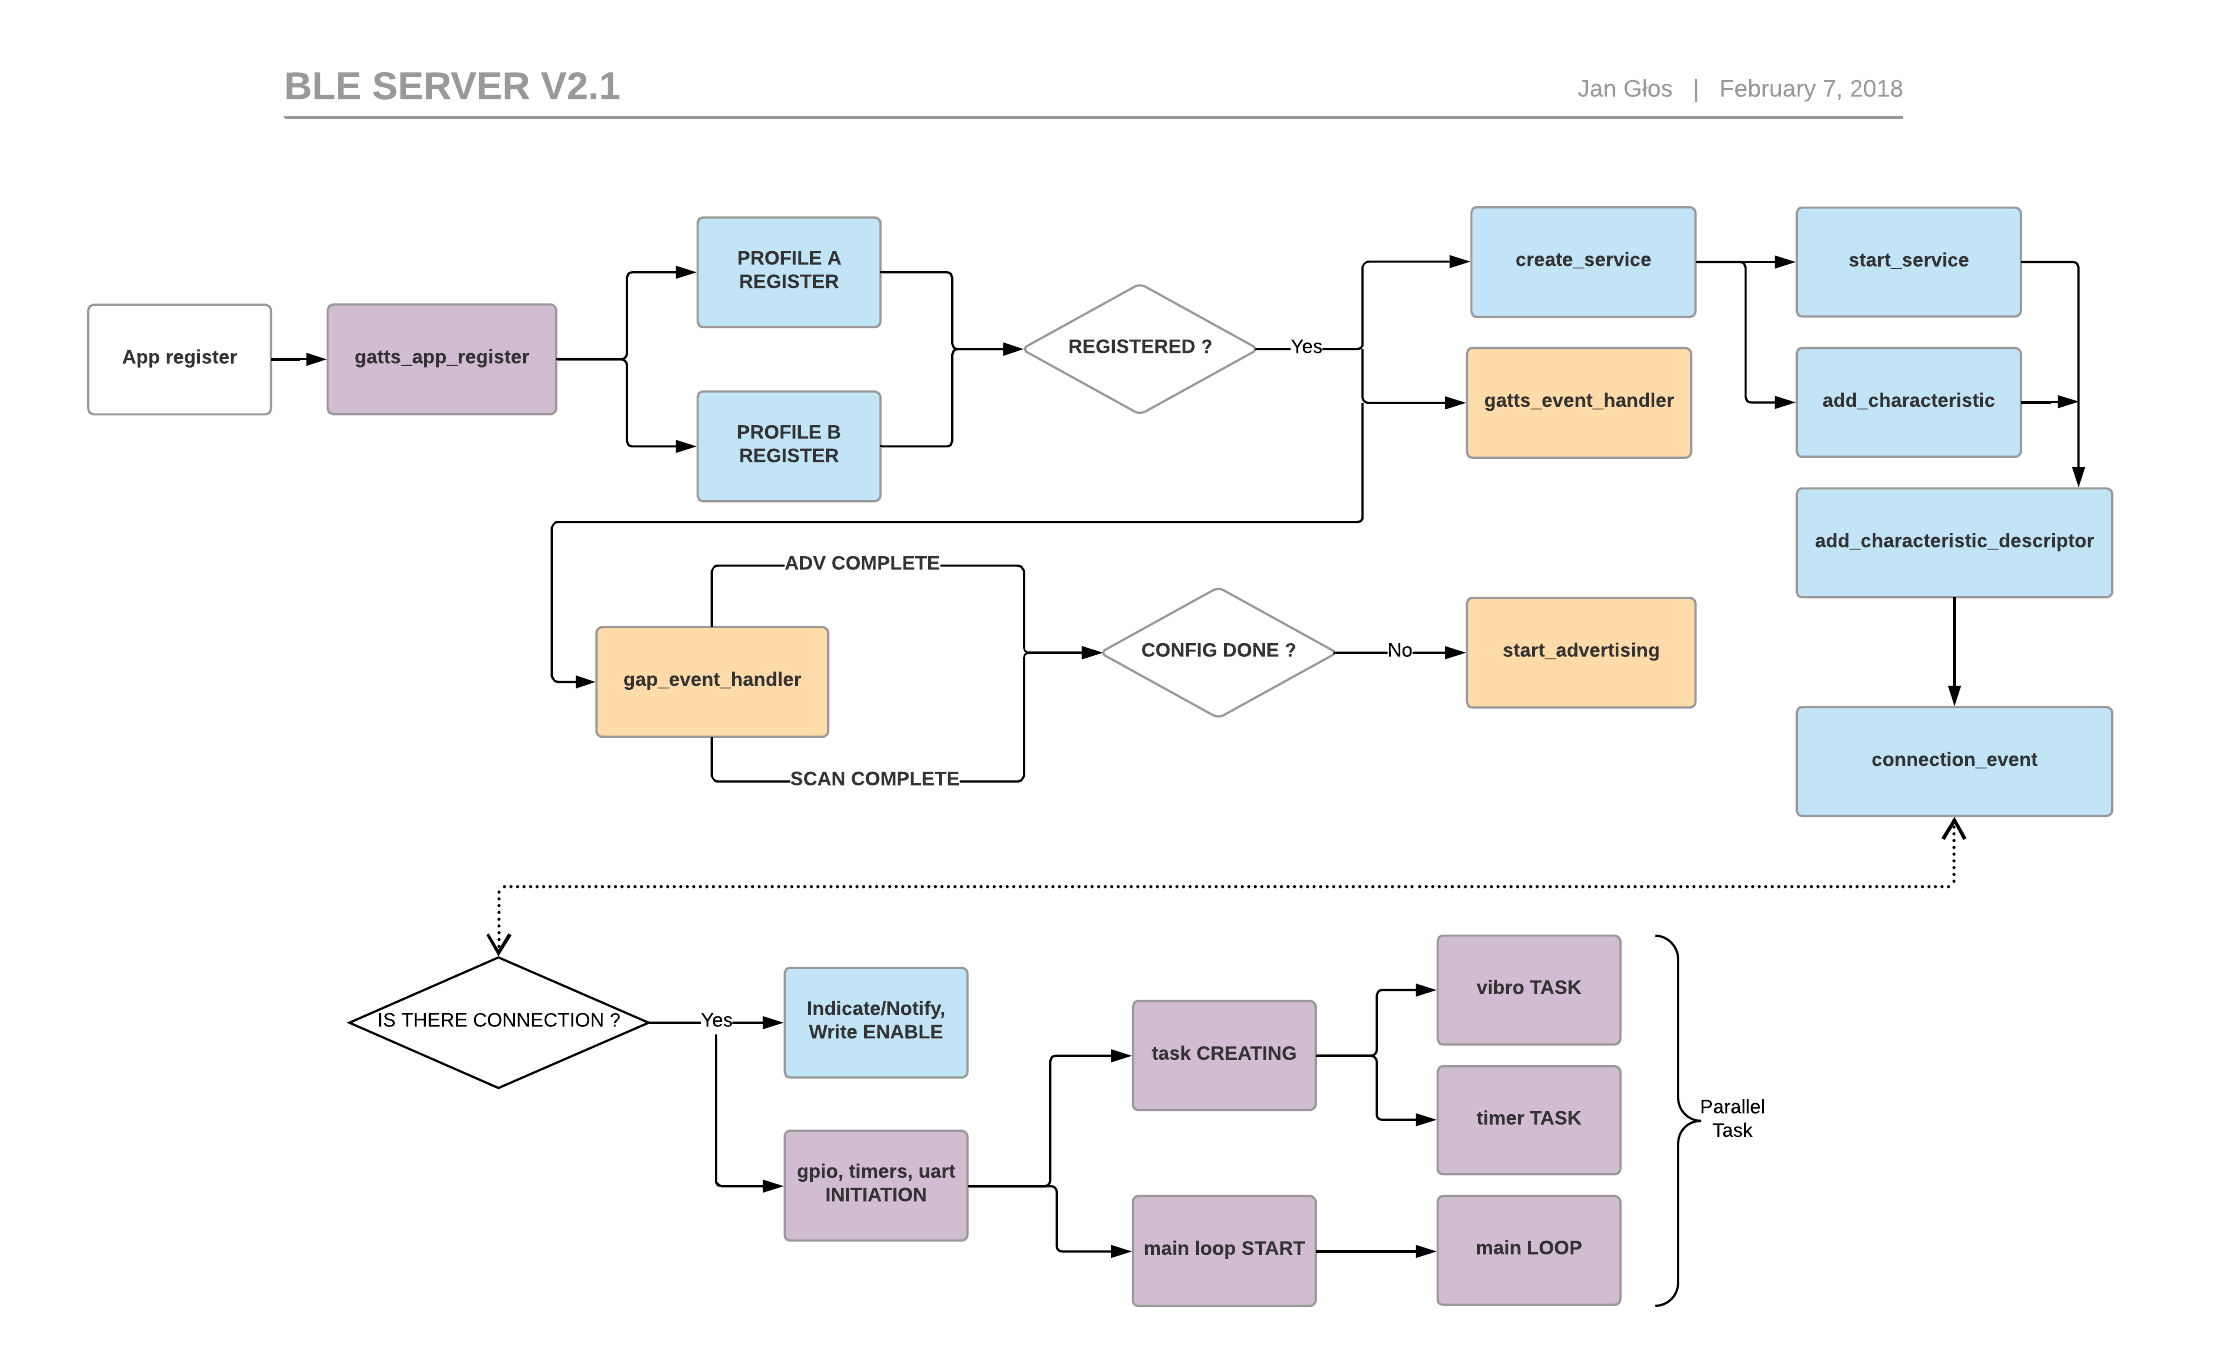 BLE SERVER V2.1
Jan Głos | February 7, 2018
App register
gatts_app_register
PROFILE A
REGISTER
PROFILE B
REGISTER
REGISTERED ?
Yes
create_service
start_service
gatts_event_handler
add_characteristic
add_characteristic_descriptor
ADV COMPLETE
gap_event_handler
SCAN COMPLETE
CONFIG DONE ?
No
start_advertising
connection_event
IS THERE CONNECTION ?
Yes
Indicate/Notify,
Write ENABLE
gpio, timers, uart
INITIATION
task CREATING
main loop START
vibro TASK
timer TASK
main LOOP
Parallel
Task